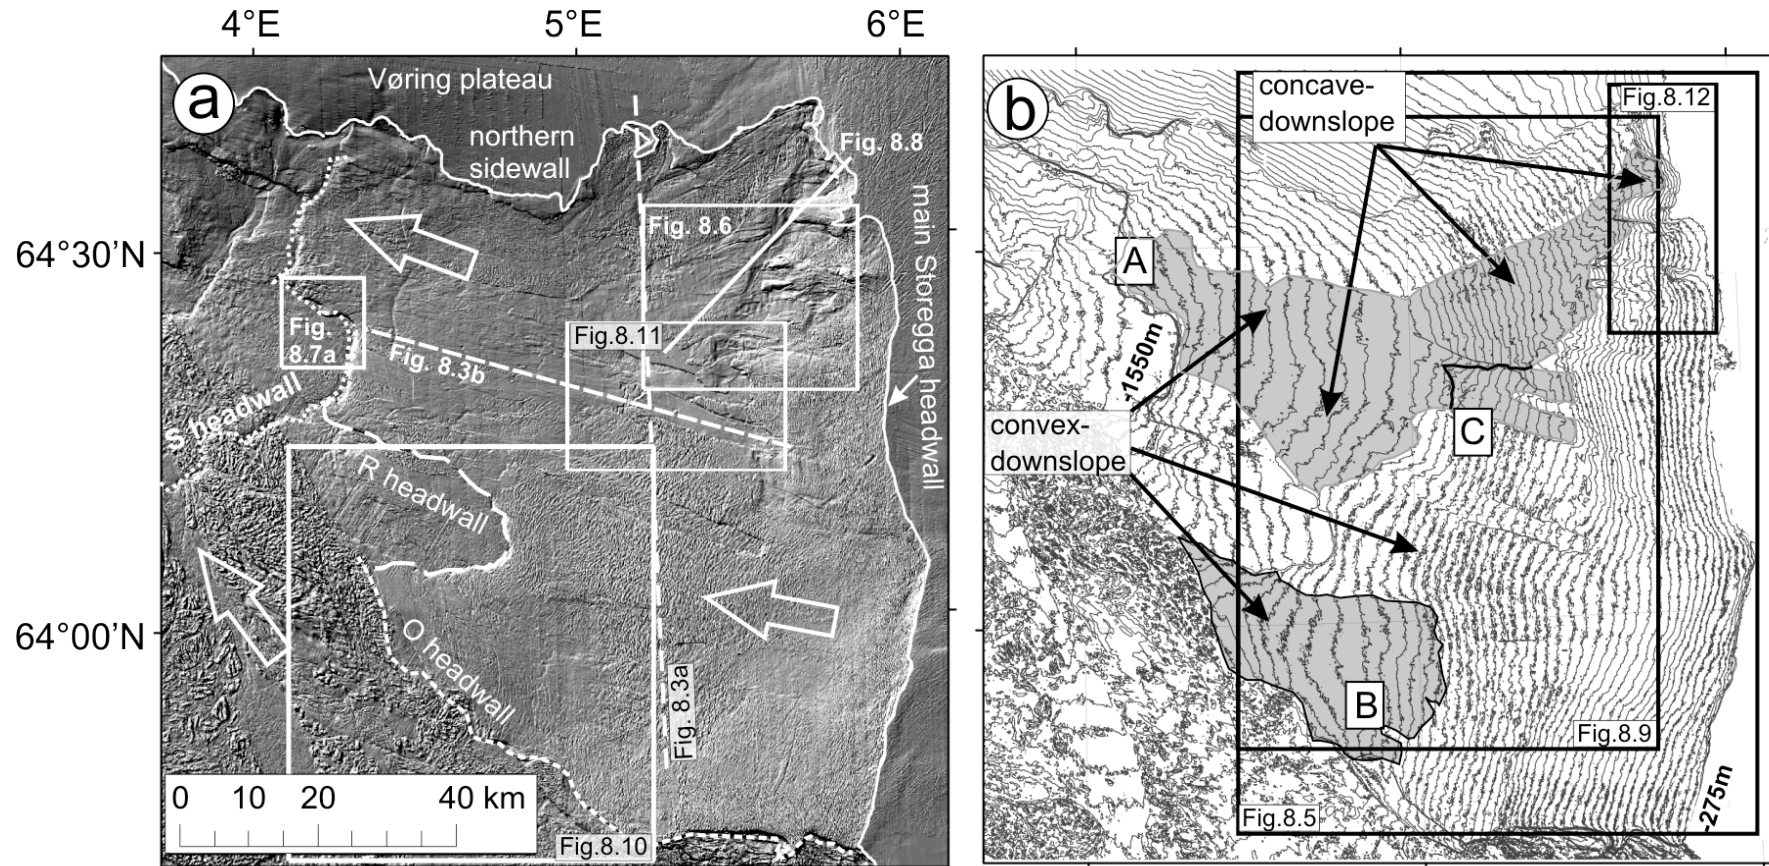 4°E
5°E
6°E
64°30'N
64°00'N
a
Vøring plateau
northern
sidewall
Fig. 8.8
Fig. 8.6
main Storegga headwall
Fig.
8.7a
Fig. 8.3b
Fig.8.11
S headwall
R headwall
O headwall
Fig. 8.3a
0 10 20 40 km
Fig.8.10
b
concave-
downslope
Fig.8.12
A
-1550m
convex-
downslope
C
B
Fig.8.9
Fig.8.5
-275m